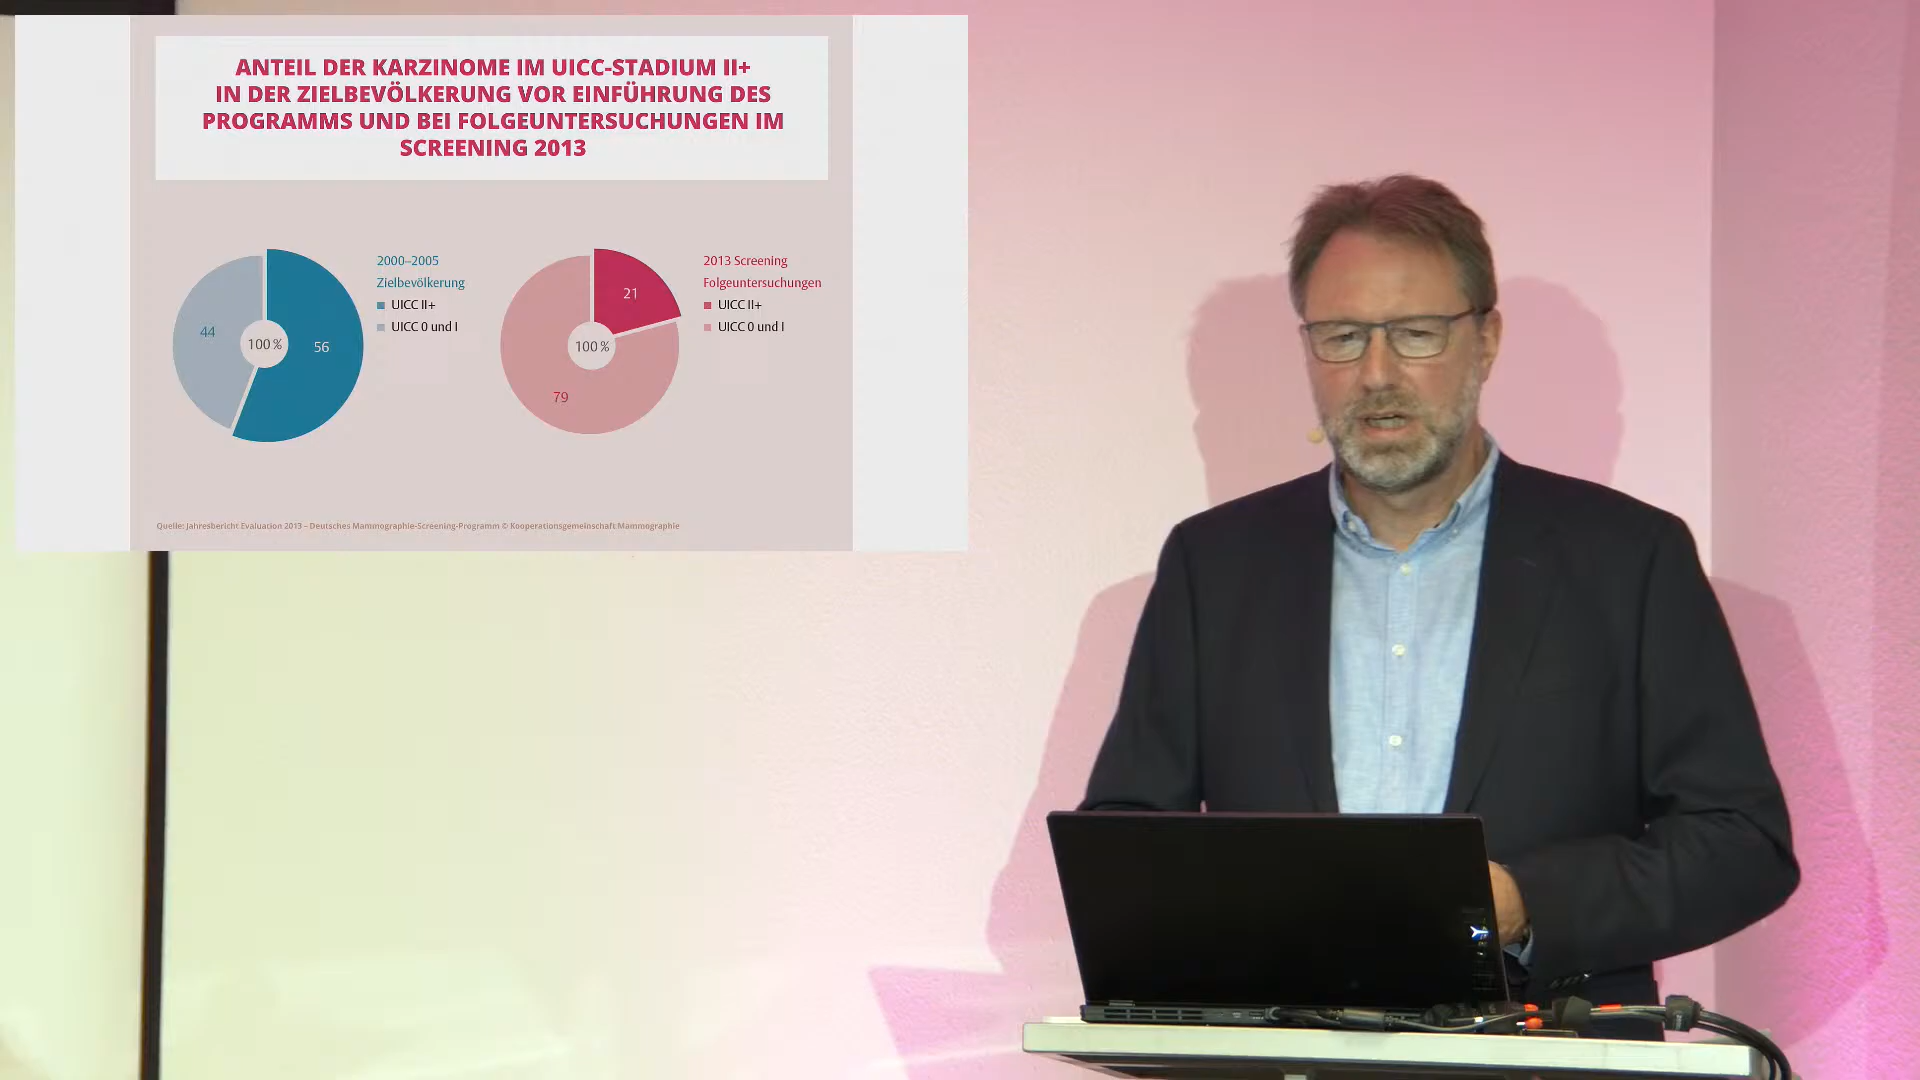 ANTEIL DER KARZINOME IM UICC-STADIUM II+
IN DER ZIELBEVÖLKERUNG VOR EINFÜHRUNG DES
PROGRAMMS UND BEI FOLGEUNTERSUCHUNGEN IM
SCREENING 2013
2000–2005
Zielbevölkerung
UICC II+
UICC 0 und I
44
100 %
56
2013 Screening
Folgeuntersuchungen
UICC II+
UICC 0 und I
21
100 %
79
Quelle: Jahresbericht Evaluation 2013 – Deutsches Mammographie-Screening-Programm © Kooperationsgemeinschaft Mammographie